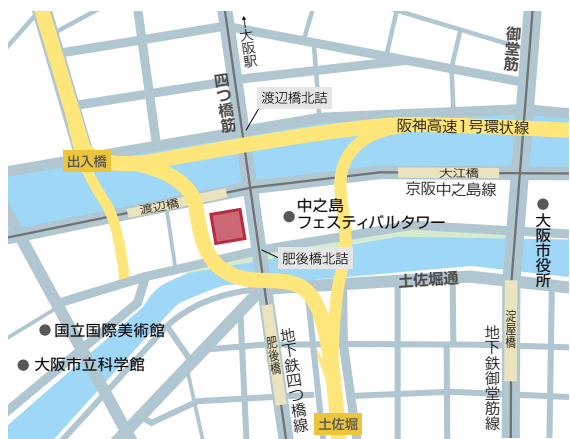 大阪駅
御堂筋
四つ橋筋
渡辺橋北詰
阪神高速1号環状線
出入橋
大江橋
京阪中之島線
渡辺橋
中之島
フェスティバルタワー
大阪市役所
肥後橋北詰
土佐堀通
国立国際美術館
大阪市立科学館
肥後橋
地下鉄四つ橋線
淀屋橋
地下鉄御堂筋線
土佐堀